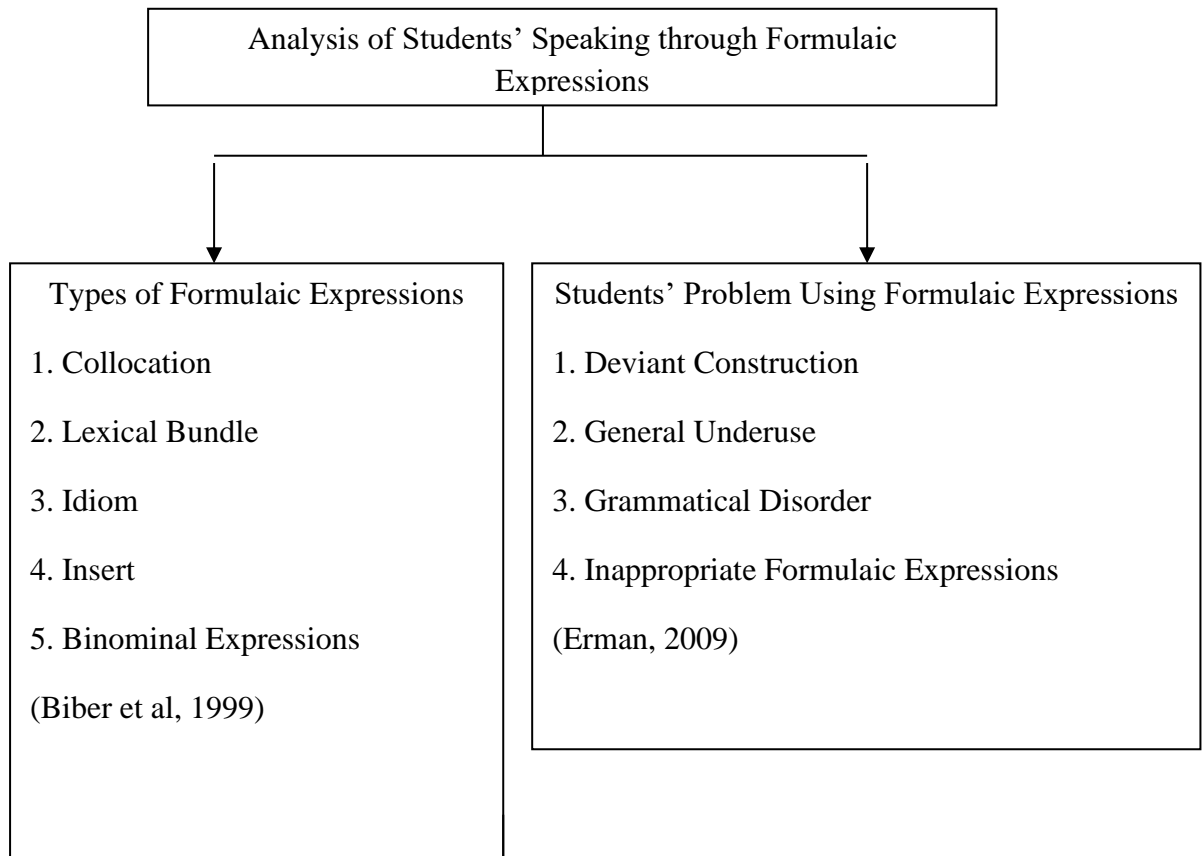 Analysis of Students’ Speaking through Formulaic
Expressions
Types of Formulaic Expressions
1. Collocation
2. Lexical Bundle
3. Idiom
4. Insert
5. Binominal Expressions
(Biber et al, 1999)
Students’ Problem Using Formulaic Expressions
1. Deviant Construction
2. General Underuse
3. Grammatical Disorder
4. Inappropriate Formulaic Expressions
(Erman, 2009)